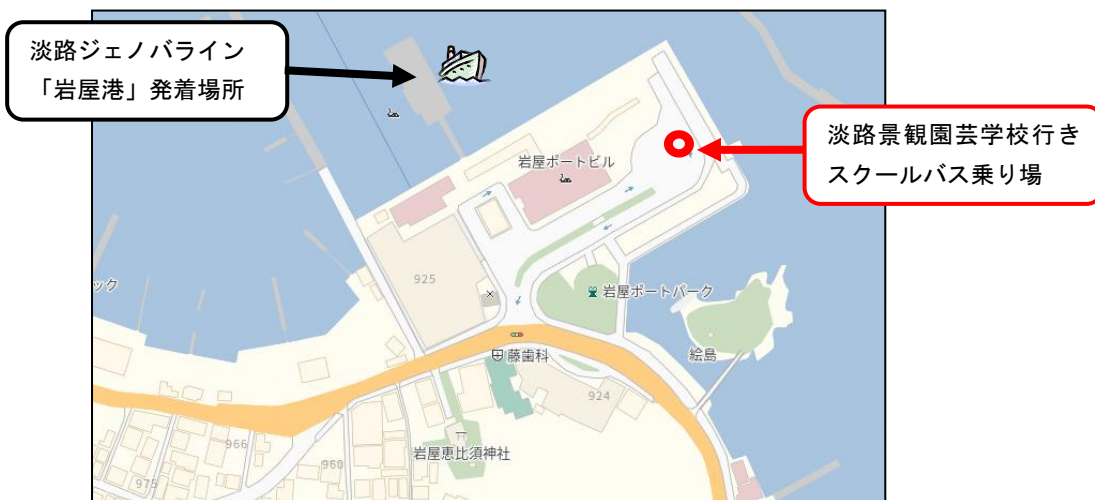 淡路ジェノバライン
「岩屋港」発着場所
淡路景観園芸学校行き
スクールバス乗り場
岩屋ポートビル
925
ック
岩屋ポートパーク
絵島
藤歯科
924
966
960
岩屋恵比須神社
975